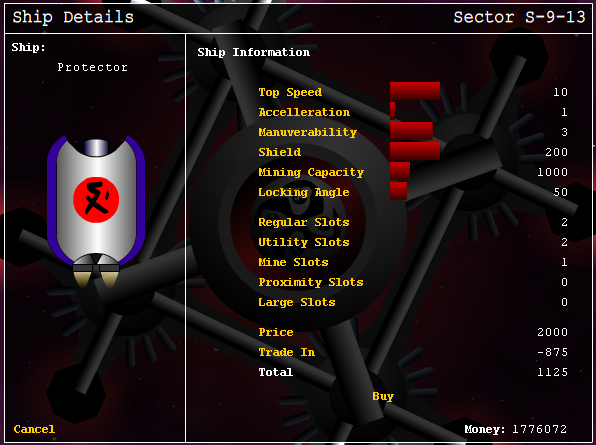 Ship Details
Sector S-9-13
Ship:
Protector
Ship Information
Top Speed 10
Accelleration 1
Manuverability 3
Shield 200
Mining Capacity 1000
Locking Angle 50
Regular Slots 2
Utility Slots 2
Mine Slots 1
Proximity Slots 0
Large Slots 0
Price 2000
Trade In -875
Total 1125
Buy
Cancel
Money: 1776072